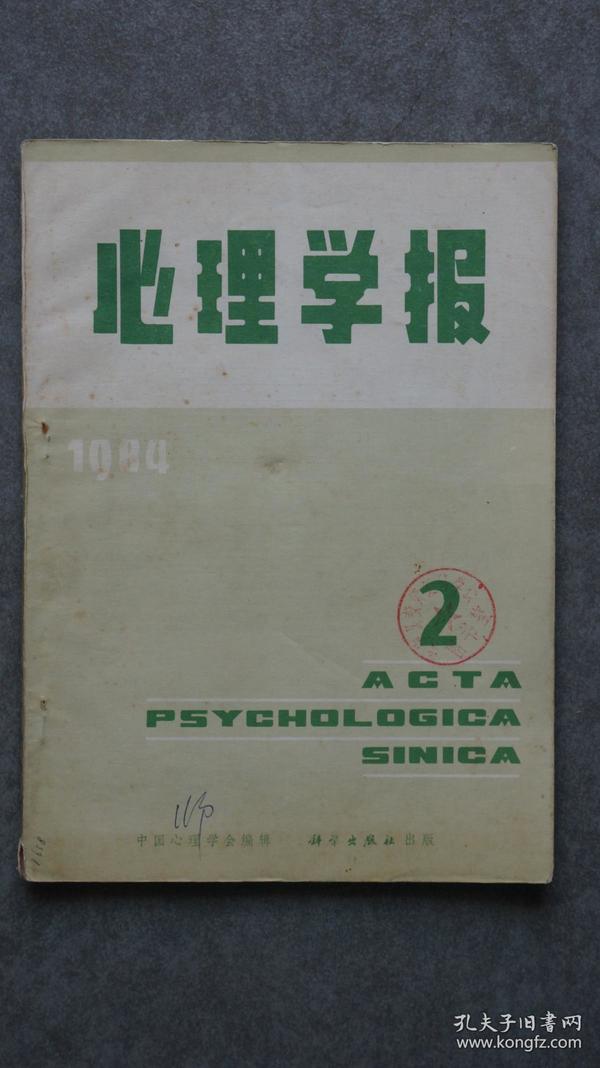 心理学报
1984
2
ACTA
PSYCHOLOGICA
SINICA
中国心理学会编辑 科学出版社出版
孔夫子旧书网
www.kongfz.com